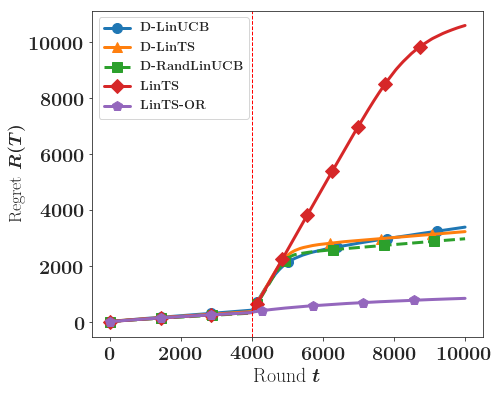 D-LinUCB
D-LinTS
D-RandLinUCB
LinTS
LinTS-OR
Regret R(T)
10000
8000
6000
4000
2000
0
0 2000 4000 6000 8000 10000
Round t